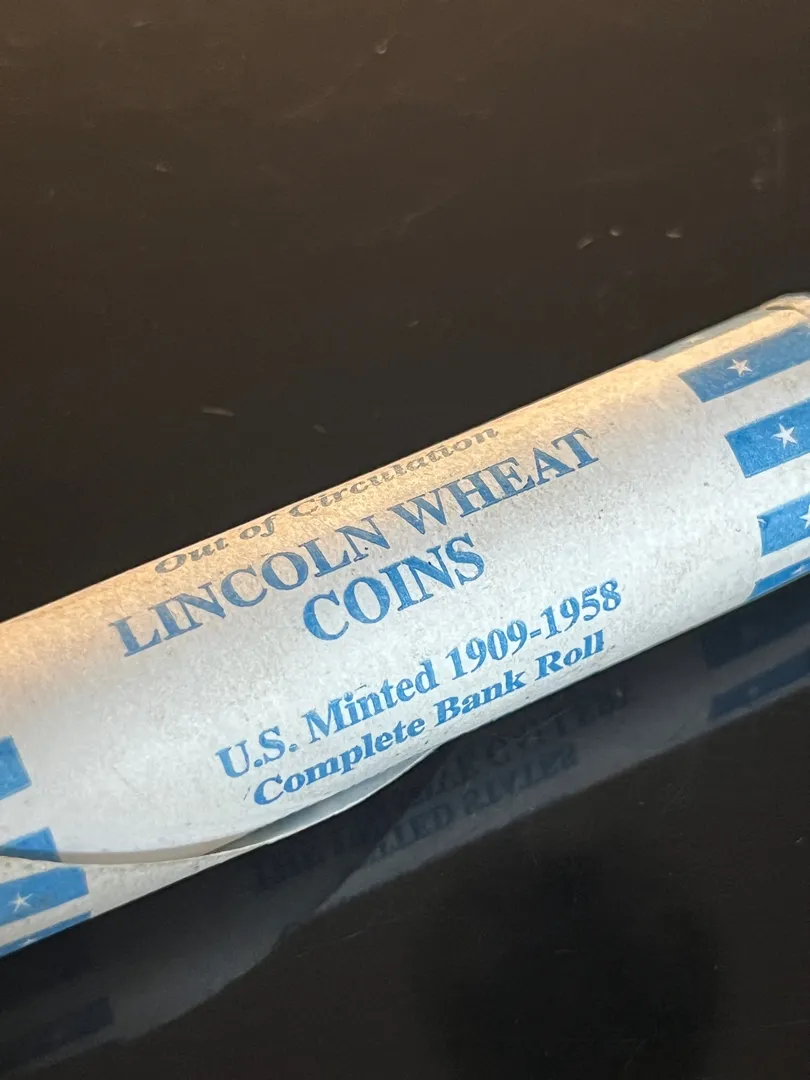 Out of Circulation
LINCOLN WHEAT
COINS
U.S. Minted 1909-1958
Complete Bank Roll